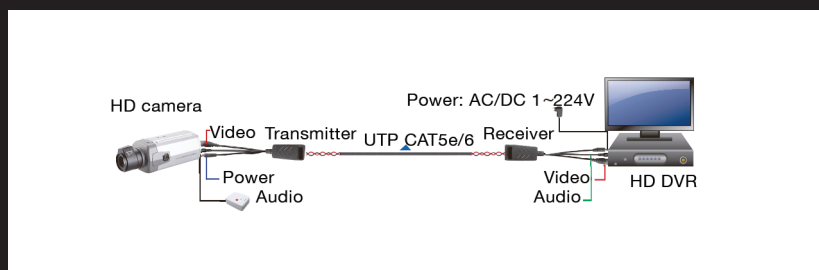 HD camera
Power: AC/DC 1~224V
Video
Transmitter
UTP CAT5e/6
Receiver
Power
Video
HD DVR
Audio
Audio